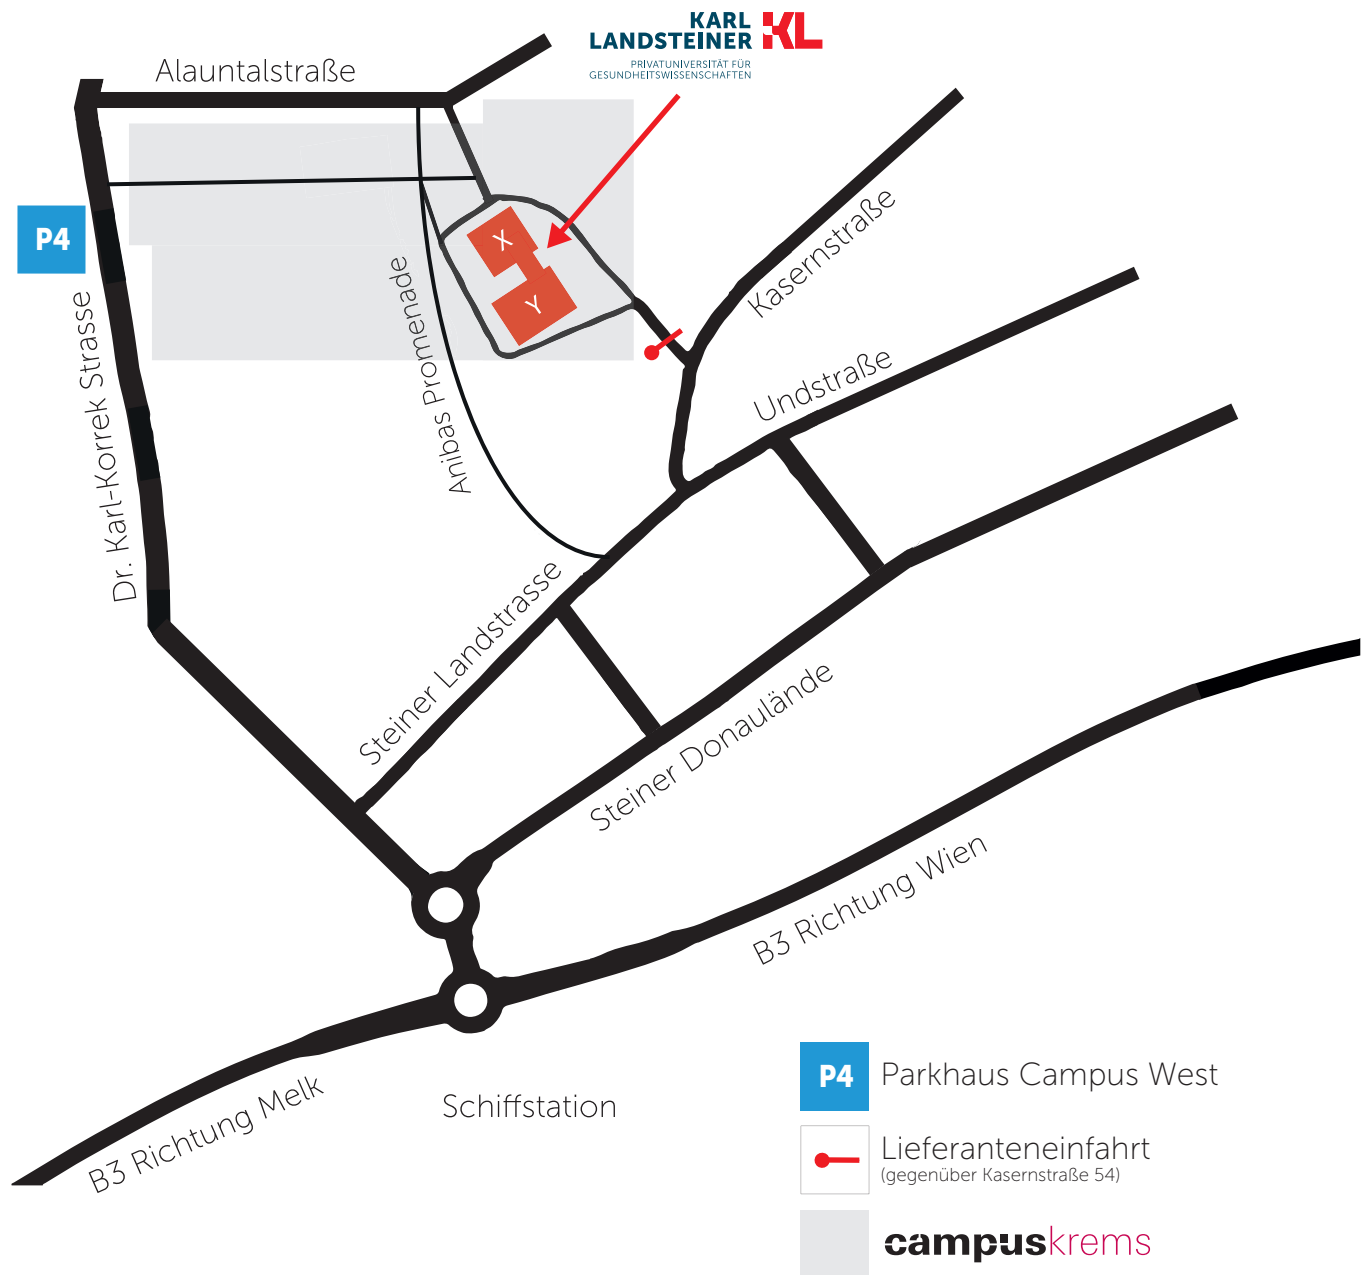 KARL
LANDSTEINER KL
PRIVATUNIVERSITÄT FÜR
GESUNDHEITSWISSENSCHAFTEN
Alauntalstraße
P4
X
Y
Kasernstraße
Anibas Promenade
Dr. Karl-Korrek Strasse
Undstraße
Steiner Landstrasse
Steiner Donaulände
B3 Richtung Wien
B3 Richtung Melk
Schiffstation
P4 Parkhaus Campus West
Lieferanteneinfahrt
(gegenüber Kasernstraße 54)
campuskrems